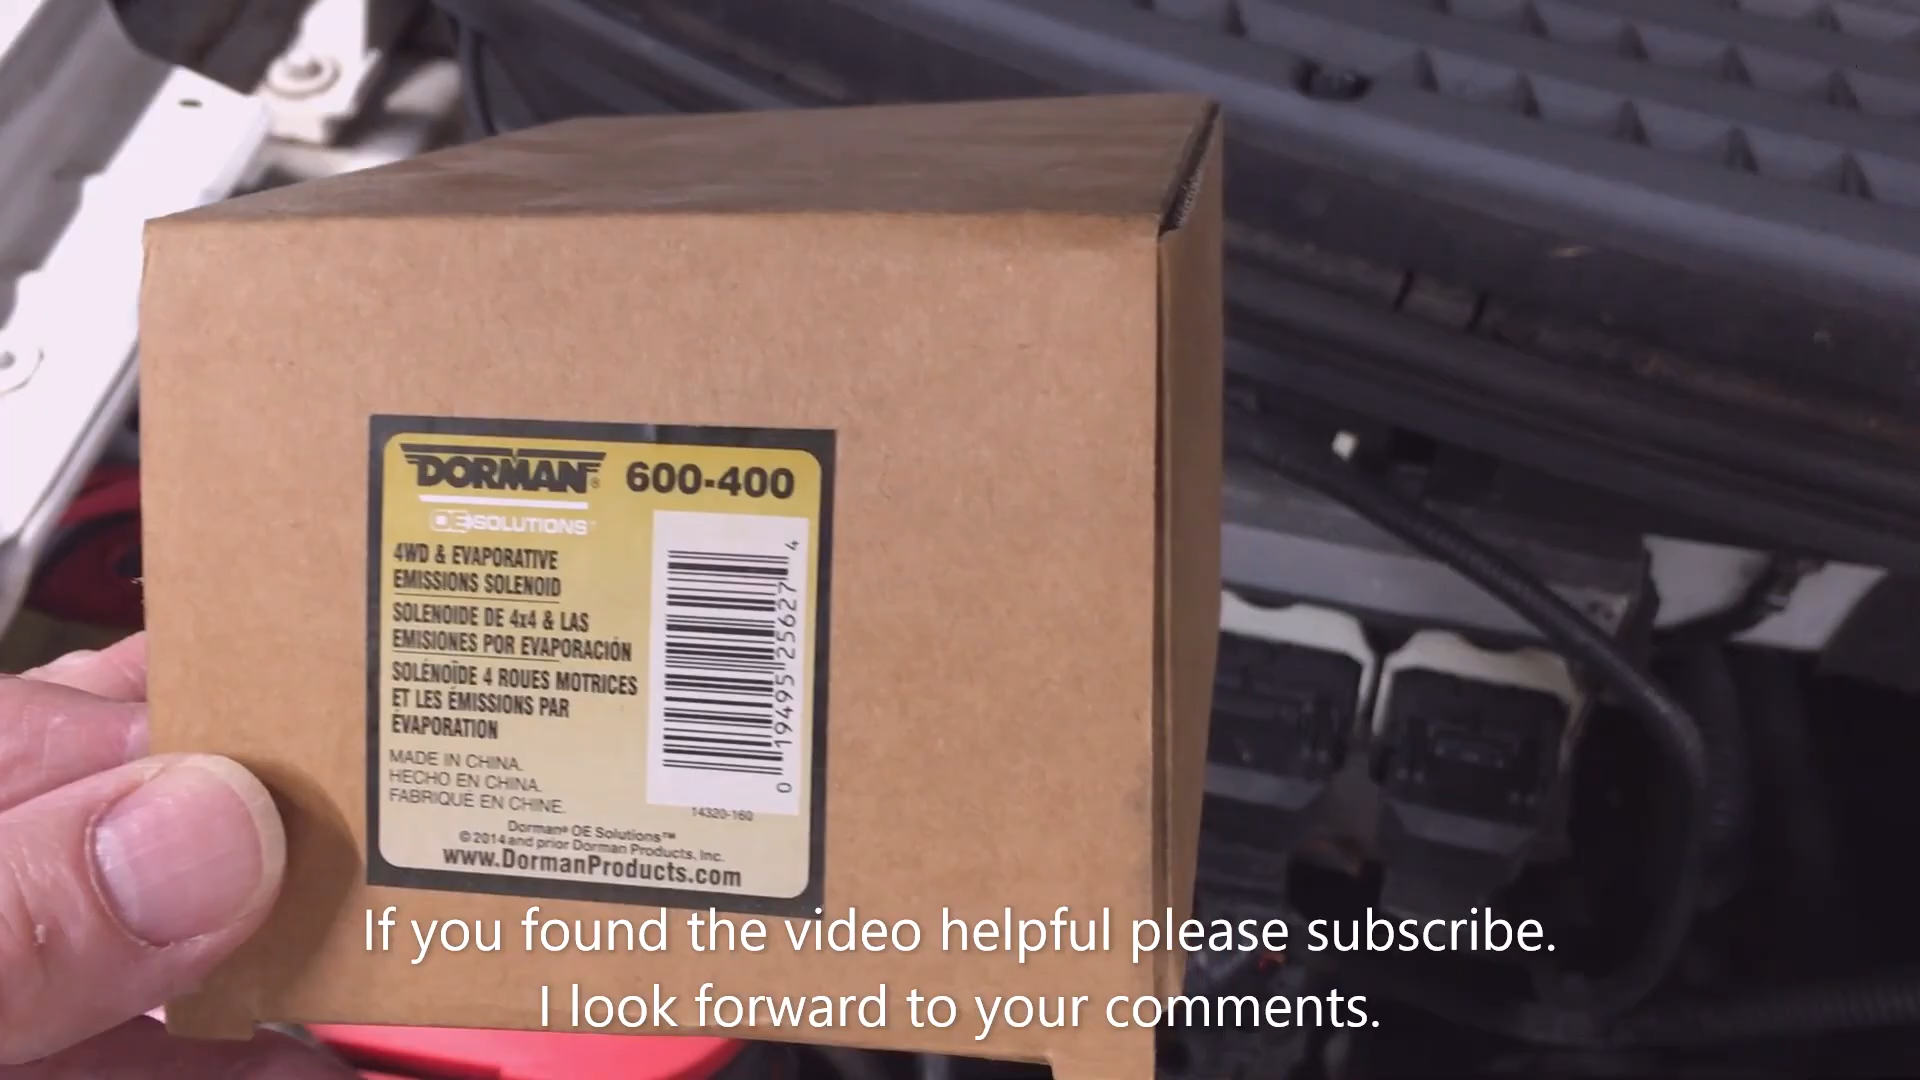 DORMAN® 600-400
OE SOLUTIONS™
4WD & EVAPORATIVE
EMISSIONS SOLENOID
SOLENOIDE DE 4x4 & LAS
EMISIONES POR EVAPORACIÓN
SOLÉNOÏDE 4 ROUES MOTRICES
ET LES ÉMISSIONS PAR
ÉVAPORATION
MADE IN CHINA.
HECHO EN CHINA.
FABRIQUÉ EN CHINE.
0 19495 25627 4
14320-160
Dorman® OE Solutions™
©2014 and prior Dorman Products, Inc.
www.DormanProducts.com
If you found the video helpful please subscribe.
I look forward to your comments.